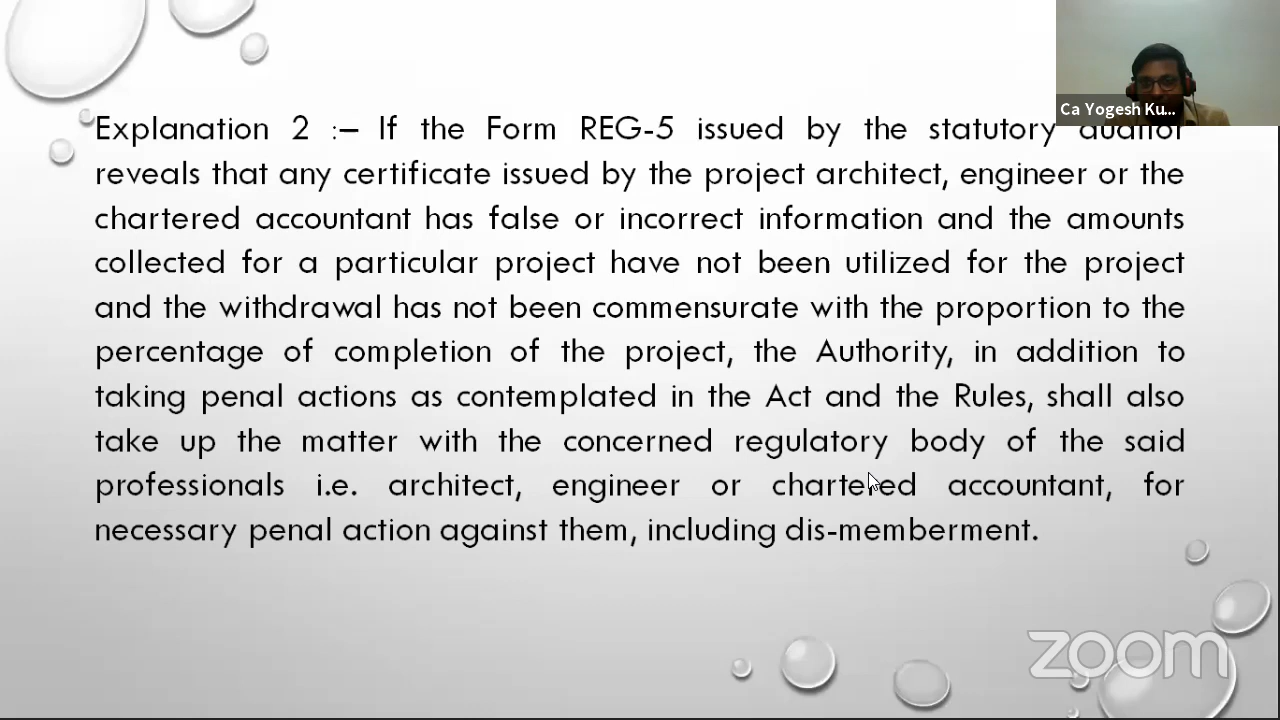 Ca Yogesh Ku...
Explanation 2 :– If the Form REG-5 issued by the statutory auditor
reveals that any certificate issued by the project architect, engineer or the
chartered accountant has false or incorrect information and the amounts
collected for a particular project have not been utilized for the project
and the withdrawal has not been commensurate with the proportion to the
percentage of completion of the project, the Authority, in addition to
taking penal actions as contemplated in the Act and the Rules, shall also
take up the matter with the concerned regulatory body of the said
professionals i.e. architect, engineer or chartered accountant, for
necessary penal action against them, including dis-memberment.
zoom